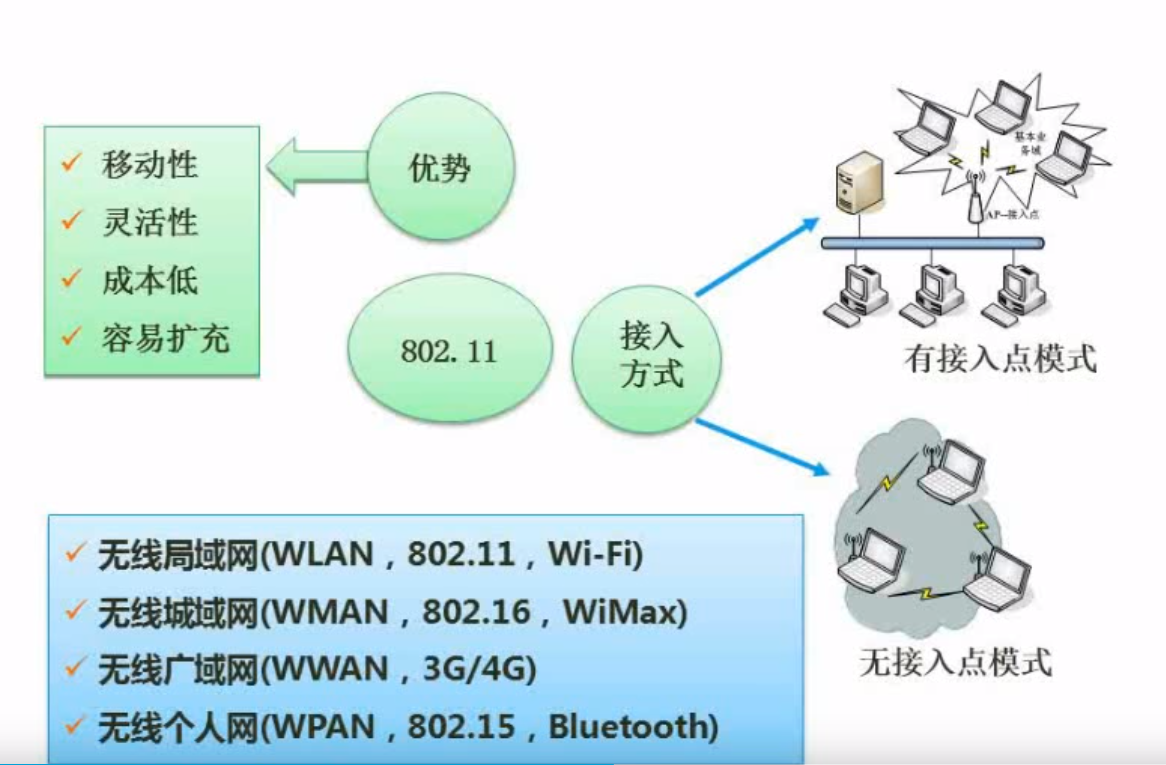 优势
移动性
灵活性
成本低
容易扩充
802.11
接入
方式
基本业
务域
AP—接入点
有接入点模式
无接入点模式
无线局域网(WLAN，802.11，Wi-Fi)
无线城域网(WMAN，802.16，WiMax)
无线广域网(WWAN，3G/4G)
无线个人网(WPAN，802.15，Bluetooth)